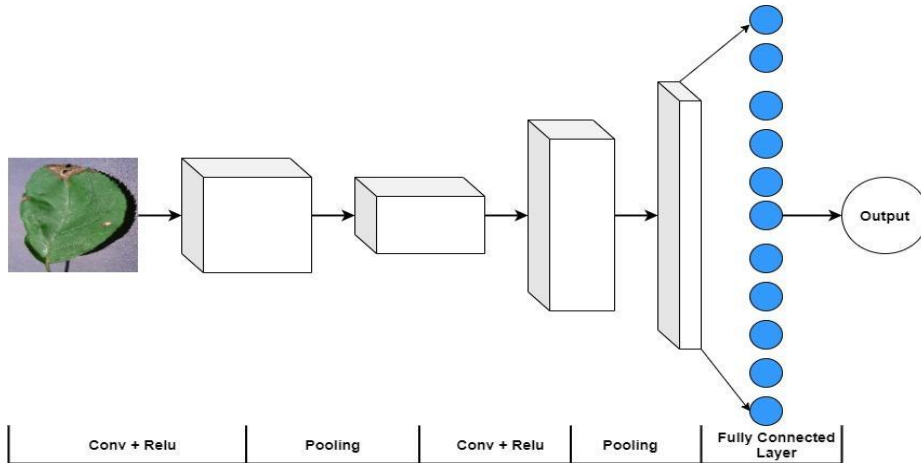 Output
Conv + Relu
Pooling
Conv + Relu
Pooling
Fully Connected
Layer